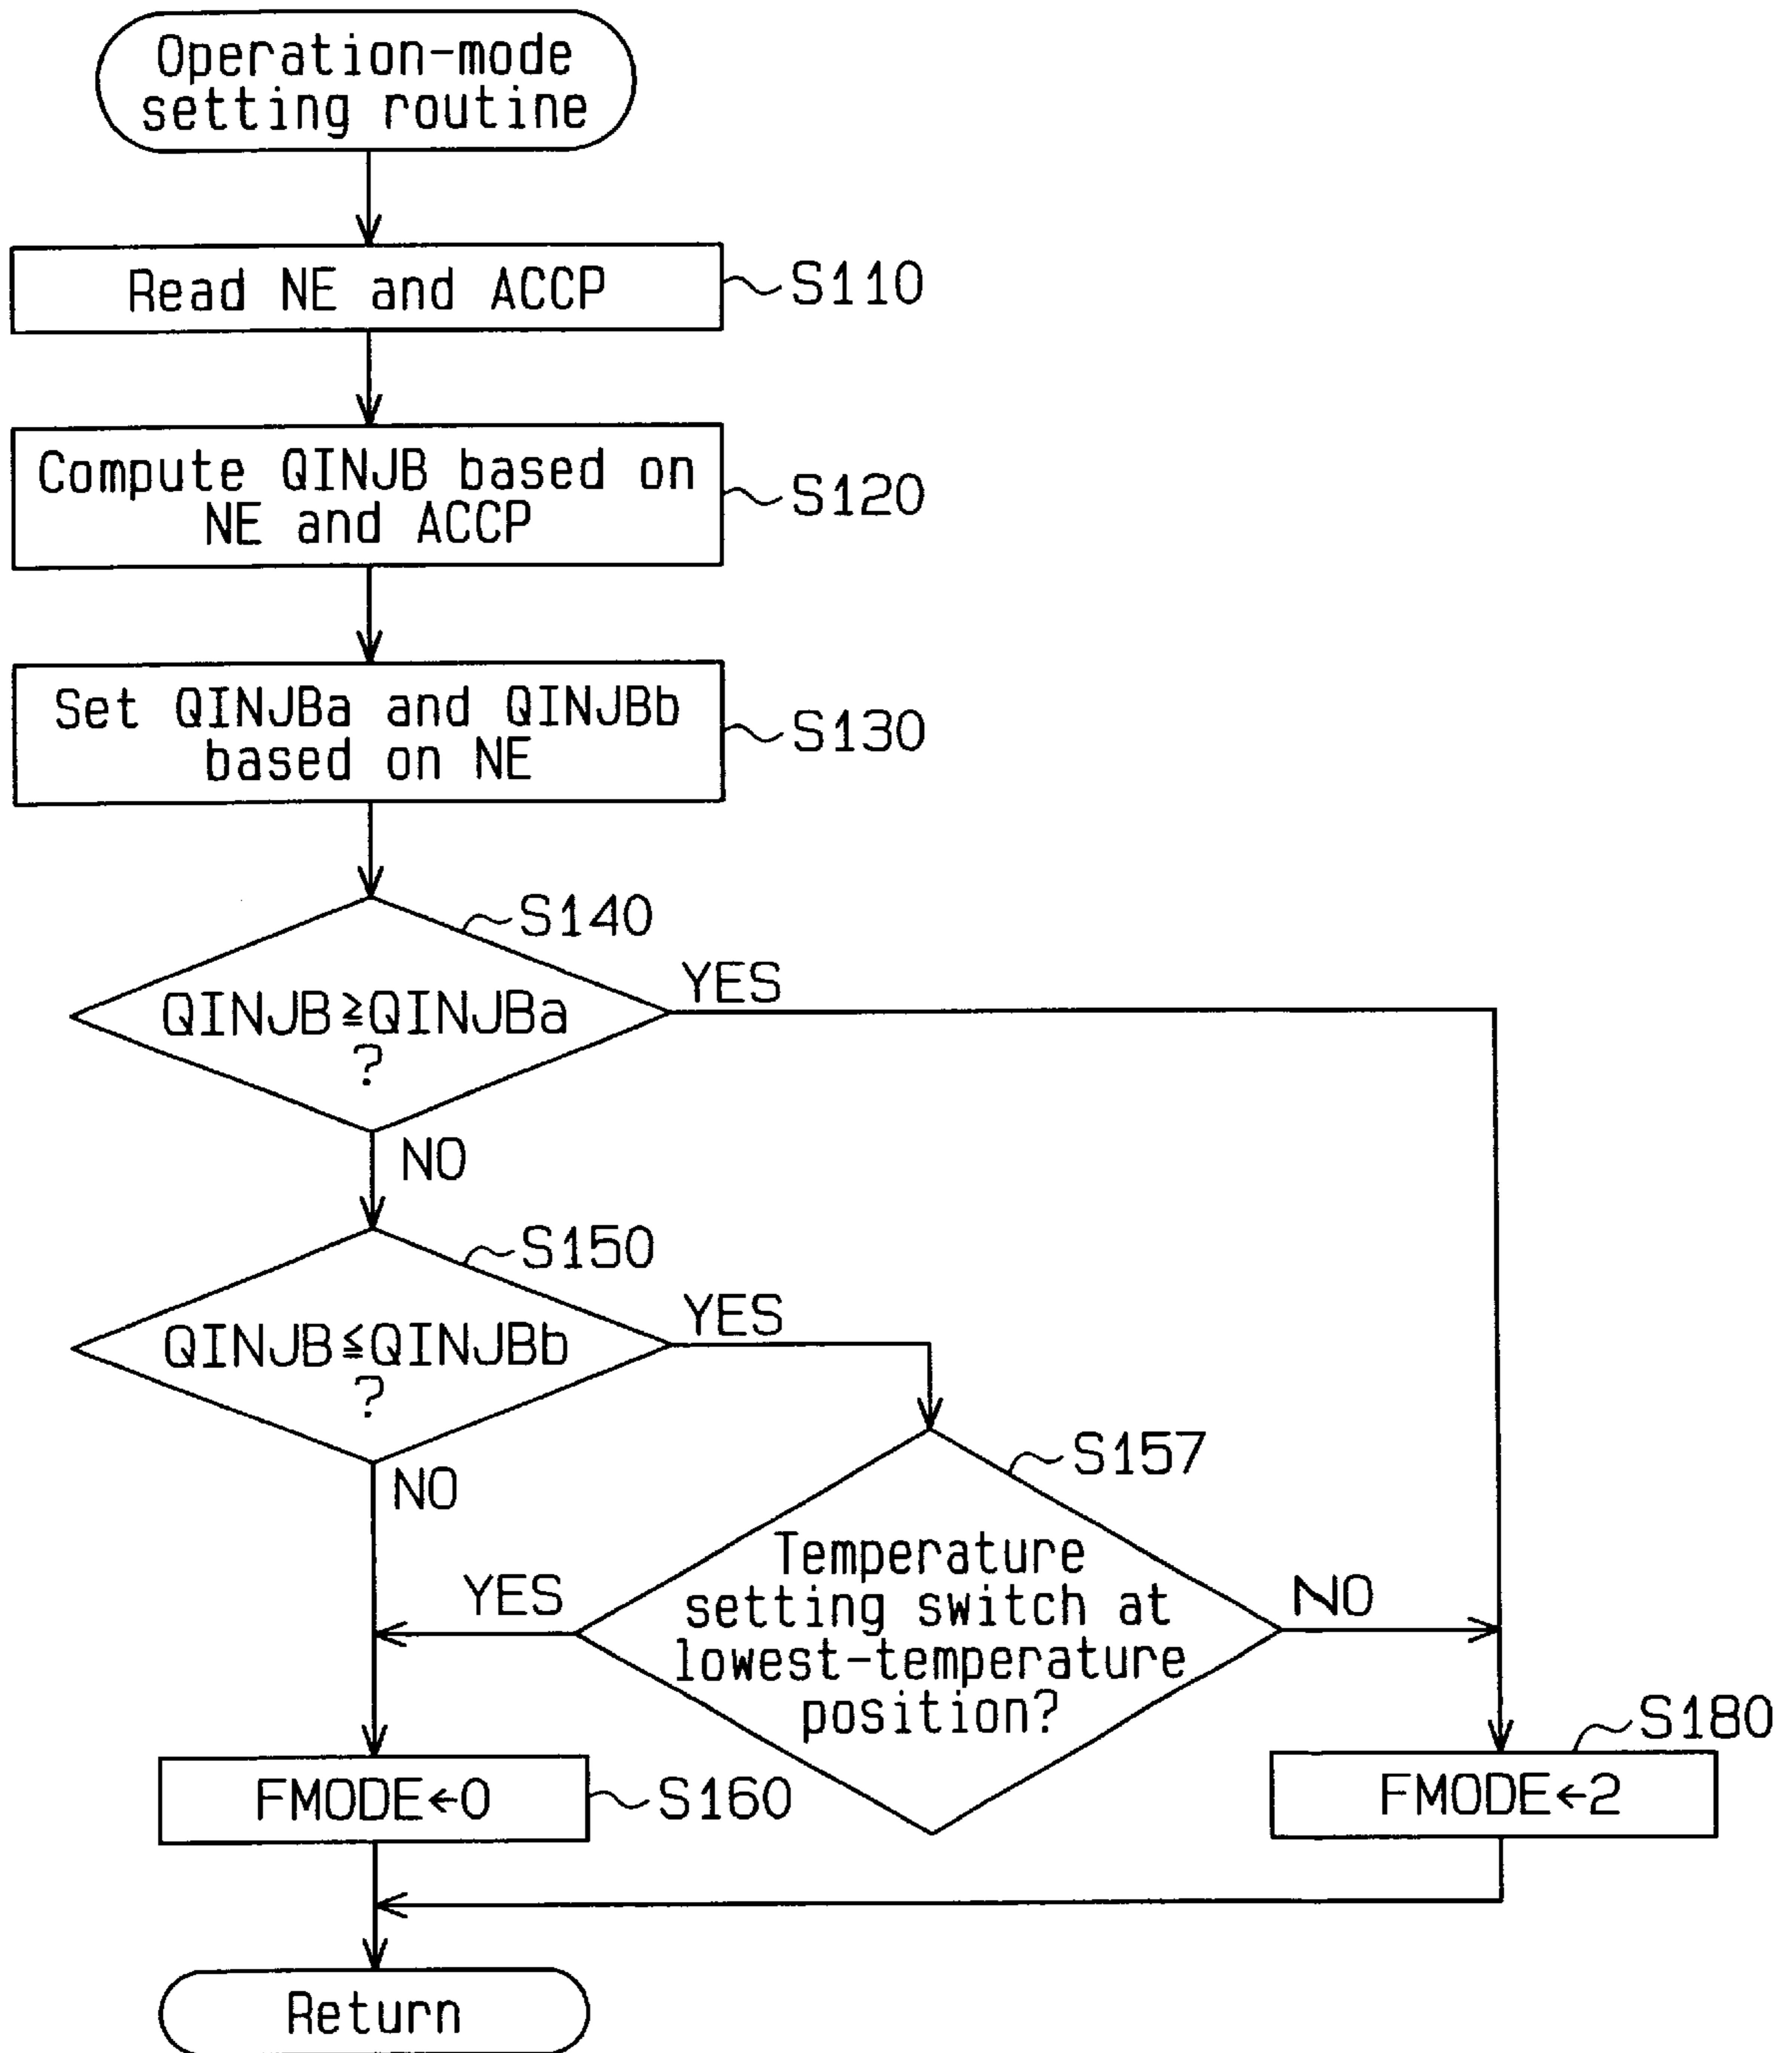 Operation-mode
setting routine
Read NE and ACCP
S110
Compute QINJB based on
NE and ACCP
S120
Set QINJBa and QINJBb
based on NE
S130
S140
QINJB≧QINJBa
?
YES
NO
S150
QINJB≦QINJBb
?
YES
NO
S157
Temperature
setting switch at
lowest-temperature
position?
YES
NO
FMODE←0
S160
S180
FMODE←2
Return